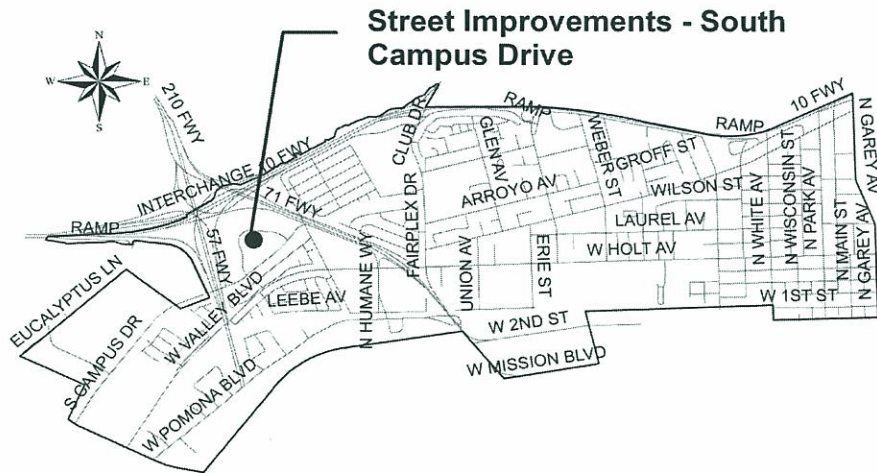 Street Improvements - South
Campus Drive
N
W
E
S
210 FWY
INTERCHANGE 10 FWY
RAMP
71 FWY
57 FWY
CLUB DR
RAMP
GLEN AV
WEBER ST
GROFF ST
RAMP
10 FWY
N GAREY AV
ARROYO AV
WILSON ST
LAUREL AV
W HOLT AV
N WHITE AV
N WISCONSIN ST
N PARK AV
N MAIN ST
N GAREY AV
FAIRPLEX DR
UNION AV
ERIE ST
N HUMANE WY
EUCALYPTUS LN
S CAMPUS DR
W VALLEY BLVD
LEEBE AV
W POMONA BLVD
W 1ST ST
W 2ND ST
W MISSION BLVD